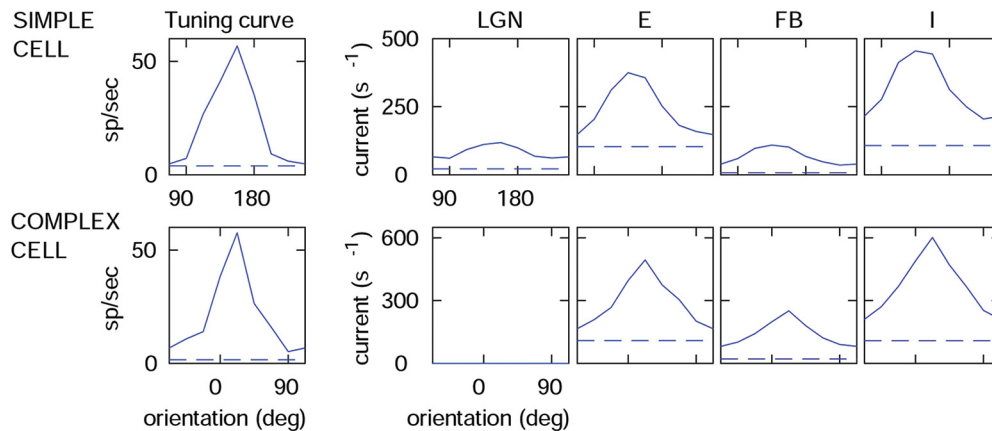 SIMPLE CELL
Tuning curve
LGN
E
FB
I
sp/sec
50
0
90 180
current (s⁻¹)
500
250
0
90 180
COMPLEX CELL
sp/sec
50
0
0 90
orientation (deg)
current (s⁻¹)
600
300
0
0 90
orientation (deg)